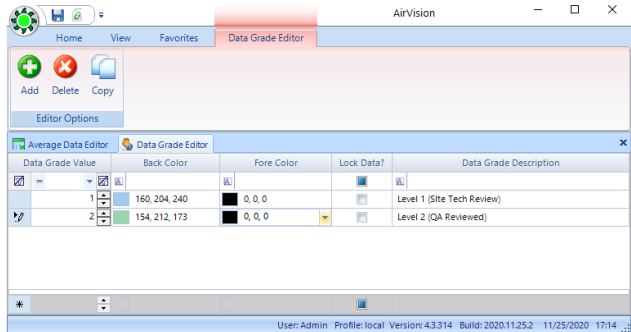 AirVision
Home View Favorites Data Grade Editor
Add Delete Copy
Editor Options
Average Data Editor Data Grade Editor
Data Grade Value Back Color Fore Color Lock Data? Data Grade Description
= A A A
1 160, 204, 240 0, 0, 0 Level 1 (SIte Tech Review)
2 154, 212, 173 0, 0, 0 Level 2 (QA Reviewed)
User: Admin Profile: local Version: 4.3.314 Build: 2020.11.25.2 11/25/2020 17:14